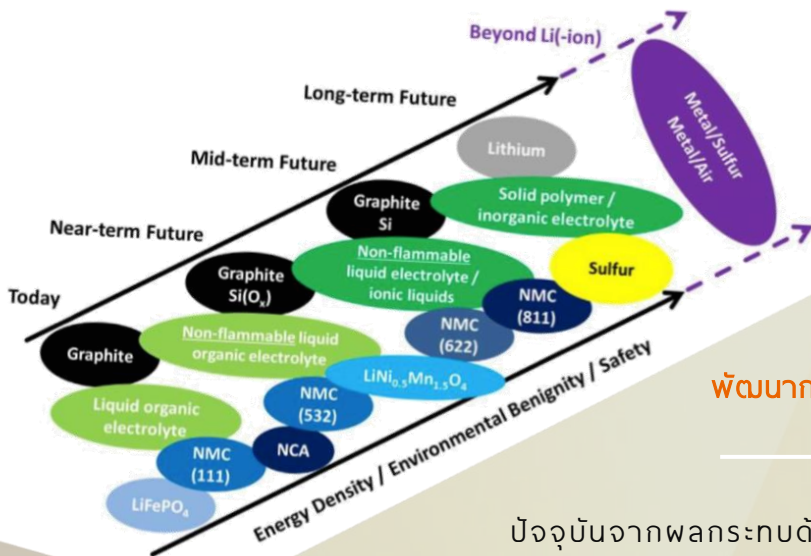 Beyond Li(-ion)
Long-term Future
Mid-term Future
Near-term Future
Today
Metal/Sulfur
Metal/Air
Lithium
Graphite
Si
Solid polymer /
inorganic electrolyte
Graphite
Si(Oₓ)
Non-flammable
liquid electrolyte /
ionic liquids
Sulfur
NMC
(811)
Graphite
Non-flammable liquid
organic electrolyte
NMC
(622)
LiNi₀.₅Mn₁.₅O₄
Liquid organic
electrolyte
NMC
(532)
NCA
NMC
(111)
LiFePO₄
Energy Density / Environmental Benignity / Safety
พัฒนาก
ปัจจุบันจากผลกระทบด้